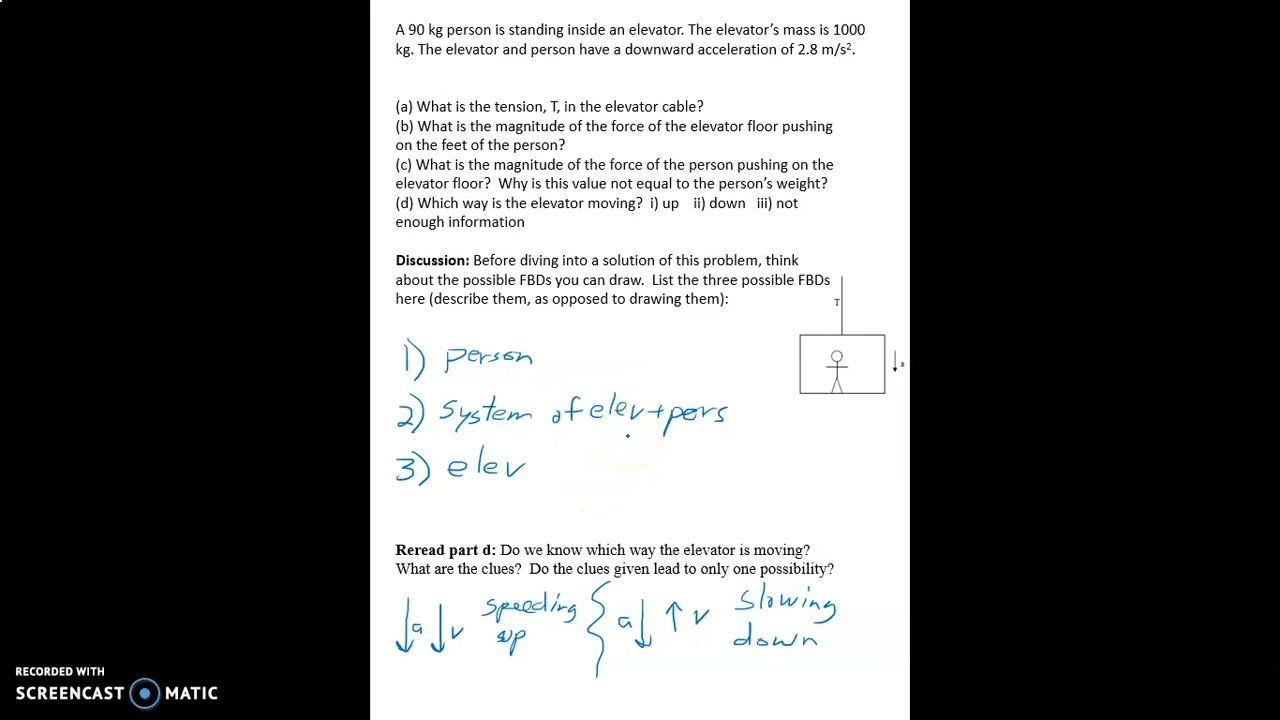 A 90 kg person is standing inside an elevator. The elevator's mass is 1000
kg. The elevator and person have a downward acceleration of 2.8 m/s².
(a) What is the tension, T, in the elevator cable?
(b) What is the magnitude of the force of the elevator floor pushing
on the feet of the person?
(c) What is the magnitude of the force of the person pushing on the
elevator floor? Why is this value not equal to the person's weight?
(d) Which way is the elevator moving? i) up ii) down iii) not
enough information
Discussion: Before diving into a solution of this problem, think
about the possible FBDs you can draw. List the three possible FBDs
here (describe them, as opposed to drawing them):
T
a
1) person
2) system of elev+pers
3) elev
Reread part d: Do we know which way the elevator is moving?
What are the clues? Do the clues given lead to only one possibility?
↓a ↓v speeding up { a↓ ↑v slowing down
RECORDED WITH
SCREENCAST MATIC